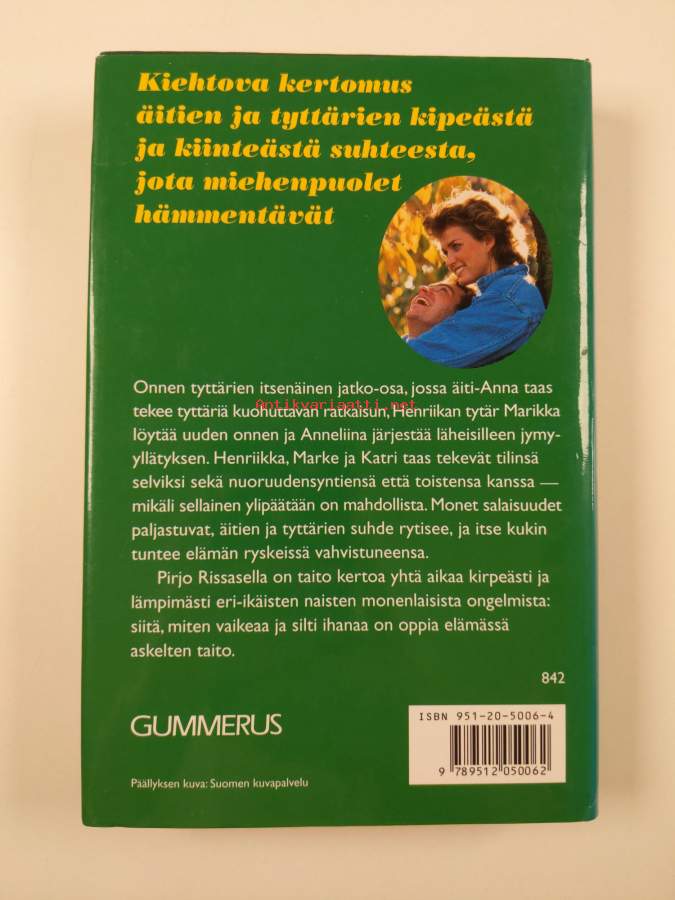 Kiehtova kertomus
äitien ja tyttärien kipeästä
ja kiinteästä suhteesta,
jota miehenpuolet
hämmentävät
Onnen tyttärien itsenäinen jatko-osa, jossa äiti-Anna taas
tekee tyttäriä kuohuttavan ratkaisun, Henriikan tytär Marikka
Antikvariaatti.net
löytää uuden onnen ja Anneliina järjestää läheisilleen jymy-
yllätyksen. Henriikka, Marke ja Katri taas tekevät tilinsä
selviksi sekä nuoruudensyntiensä että toistensa kanssa —
mikäli sellainen ylipäätään on mahdollista. Monet salaisuudet
paljastuvat, äitien ja tyttärien suhde rytisee, ja itse kukin
tuntee elämän ryskeissä vahvistuneensa.
Pirjo Rissasella on taito kertoa yhtä aikaa kirpeästi ja
lämpimästi eri-ikäisten naisten monenlaisista ongelmista:
siitä, miten vaikeaa ja silti ihanaa on oppia elämässä
askelten taito.
842
GUMMERUS
ISBN 951-20-5006-4
9 789512 050062
Päällyksen kuva: Suomen kuvapalvelu